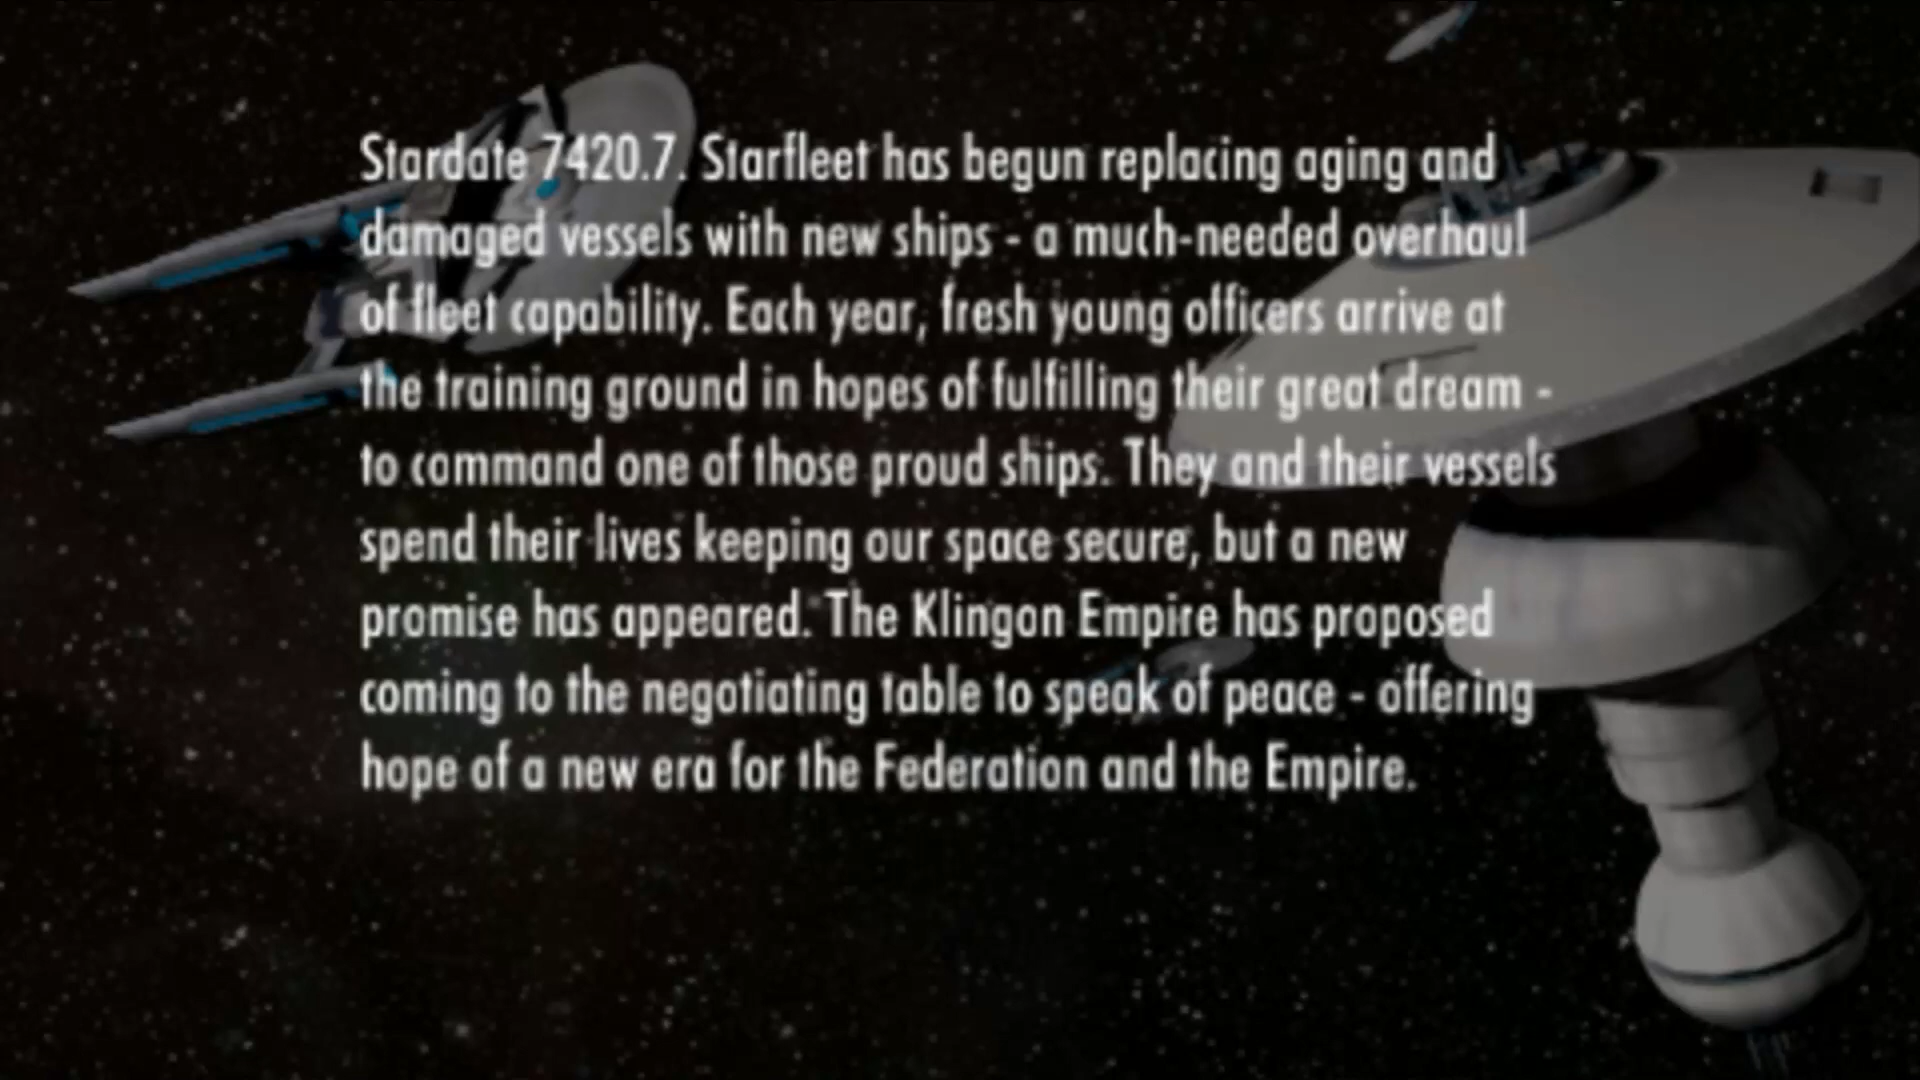 Stardate 7420.7. Starfleet has begun replacing aging and
damaged vessels with new ships - a much-needed overhaul
of fleet capability. Each year, fresh young officers arrive at
the training ground in hopes of fulfilling their great dream -
to command one of those proud ships. They and their vessels
spend their lives keeping our space secure, but a new
promise has appeared. The Klingon Empire has proposed
coming to the negotiating table to speak of peace - offering
hope of a new era for the Federation and the Empire.